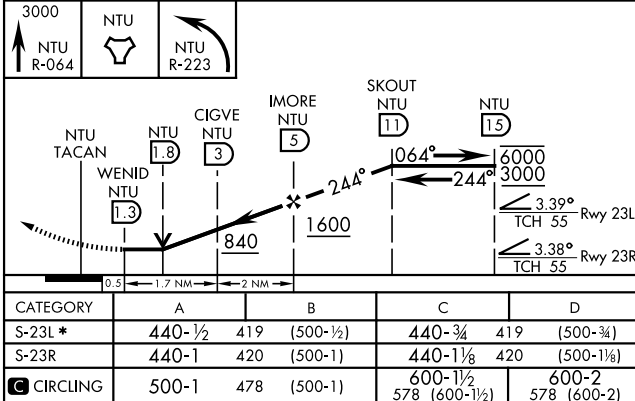 3000
NTU
R-064
NTU
NTU
R-223
SKOUT
NTU
11
NTU
15
IMORE
NTU
5
CIGVE
NTU
3
NTU
1.8
NTU
TACAN
WENID
NTU
1.3
064°
6000
3000
244°
244°
1600
840
3.39°
TCH 55
Rwy 23L
3.38°
TCH 55
Rwy 23R
0.5
1.7 NM
2 NM
CATEGORY A B C D
S-23L * 440-½ 419 (500-½) 440-¾ 419 (500-¾)
S-23R 440-1 420 (500-1) 440-1⅛ 420 (500-1⅛)
C CIRCLING 500-1 478 (500-1) 600-1½ 578 (600-1½) 600-2 578 (600-2)